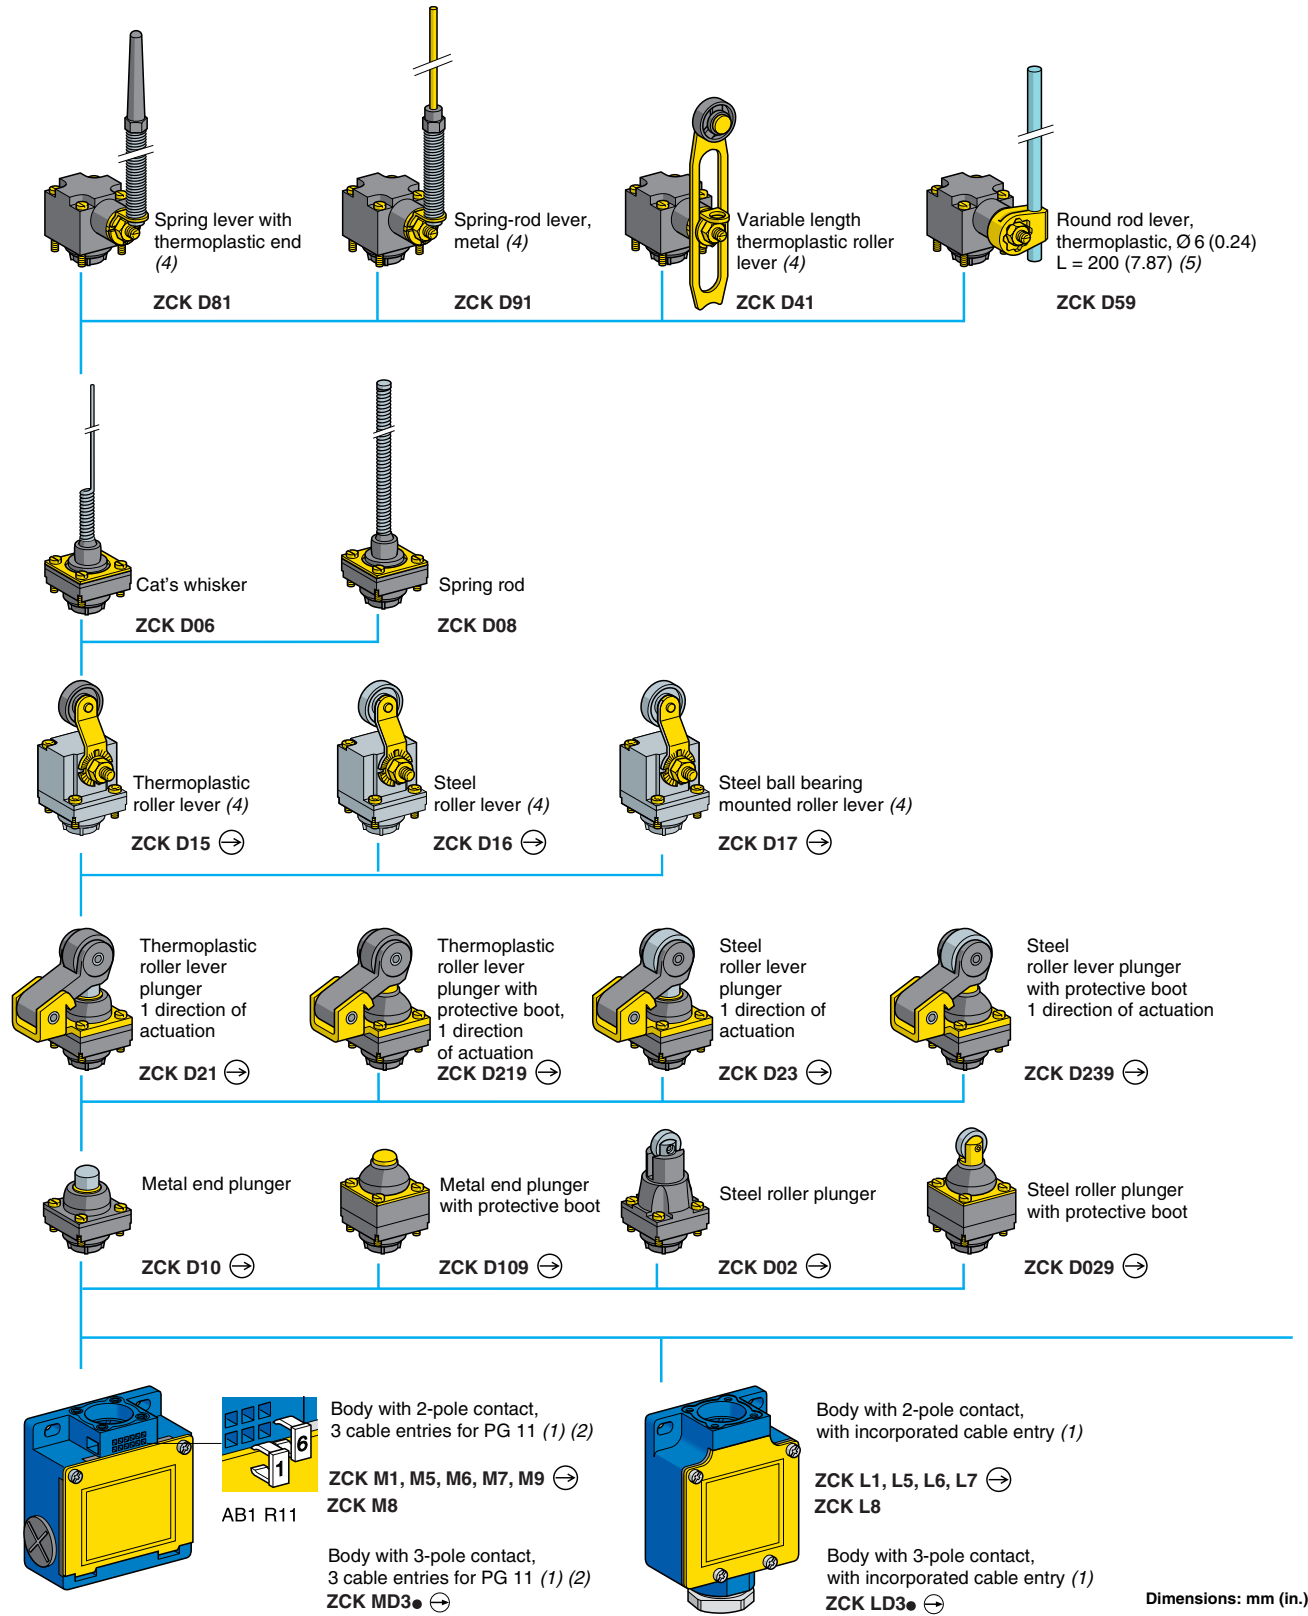 Spring lever with
thermoplastic end
(4)
ZCK D81
Spring-rod lever,
metal (4)
ZCK D91
Variable length
thermoplastic roller
lever (4)
ZCK D41
Round rod lever,
thermoplastic, Ø 6 (0.24)
L = 200 (7.87) (5)
ZCK D59
Cat's whisker
ZCK D06
Spring rod
ZCK D08
Thermoplastic
roller lever (4)
ZCK D15
Steel
roller lever (4)
ZCK D16
Steel ball bearing
mounted roller lever (4)
ZCK D17
Thermoplastic
roller lever
plunger
1 direction of
actuation
ZCK D21
Thermoplastic
roller lever
plunger with
protective boot,
1 direction
of actuation
ZCK D219
Steel
roller lever
plunger
1 direction of
actuation
ZCK D23
Steel
roller lever plunger
with protective boot
1 direction of actuation
ZCK D239
Metal end plunger
ZCK D10
Metal end plunger
with protective boot
ZCK D109
Steel roller plunger
ZCK D02
Steel roller plunger
with protective boot
ZCK D029
6
1
AB1 R11
Body with 2-pole contact,
3 cable entries for PG 11 (1) (2)
ZCK M1, M5, M6, M7, M9
ZCK M8
Body with 3-pole contact,
3 cable entries for PG 11 (1) (2)
ZCK MD3●
Body with 2-pole contact,
with incorporated cable entry (1)
ZCK L1, L5, L6, L7
ZCK L8
Body with 3-pole contact,
with incorporated cable entry (1)
ZCK LD3●
Dimensions: mm (in.)